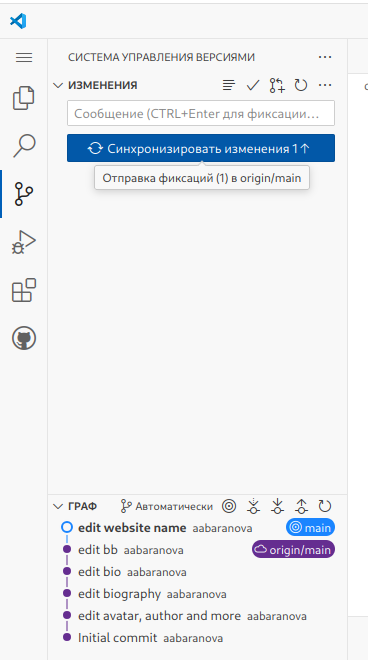 СИСТЕМА УПРАВЛЕНИЯ ВЕРСИЯМИ
ИЗМЕНЕНИЯ
Сообщение (CTRL+Enter для фиксации...
Синхронизировать изменения 1↑
Отправка фиксаций (1) в origin/main
ГРАФ Автоматически
edit website name aabaranova main
edit bb aabaranova origin/main
edit bio aabaranova
edit biography aabaranova
edit avatar, author and more aabaranova
Initial commit aabaranova